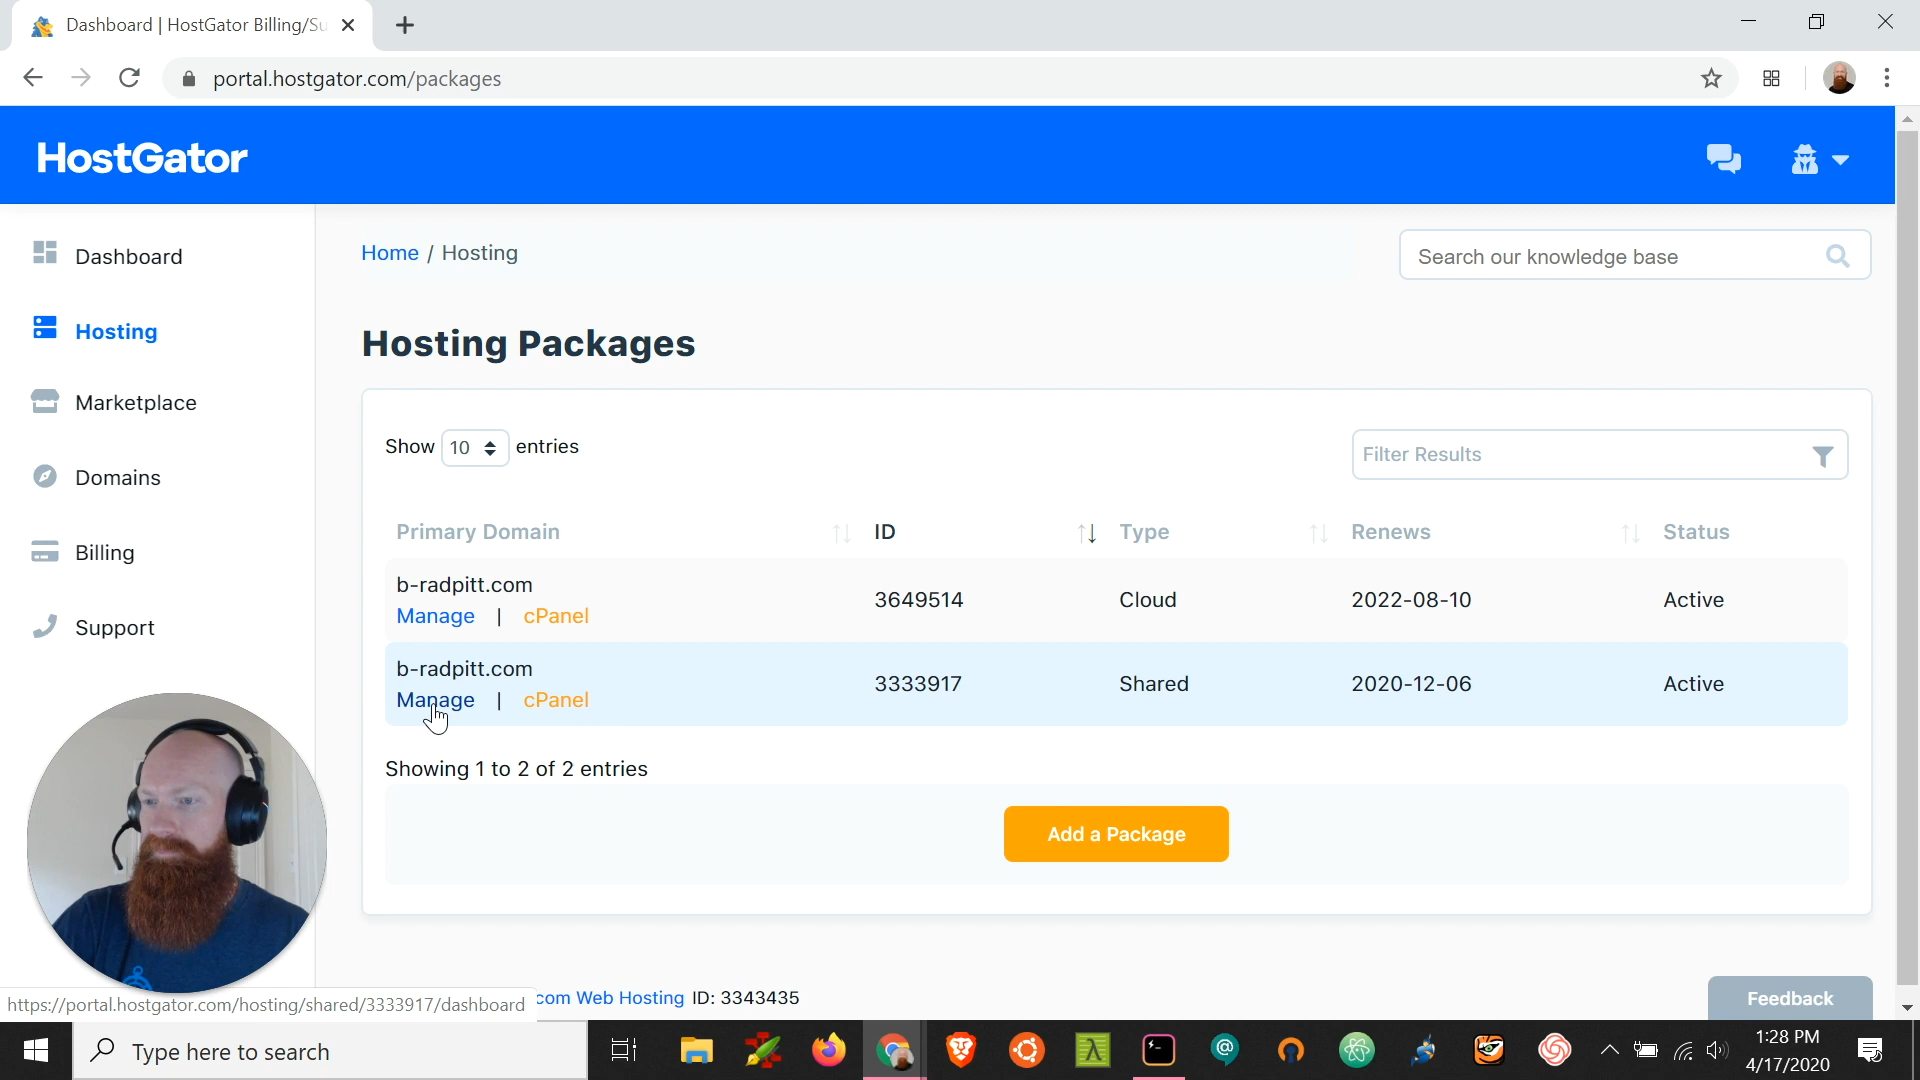 Dashboard | HostGator Billing/Su
portal.hostgator.com/packages
HostGator
Dashboard
Hosting
Marketplace
Domains
Billing
Support
Home / Hosting
Search our knowledge base
Hosting Packages
Show 10 entries
Filter Results
Primary Domain ID Type Renews Status
b-radpitt.com
Manage | cPanel
3649514 Cloud 2022-08-10 Active
b-radpitt.com
Manage | cPanel
3333917 Shared 2020-12-06 Active
Showing 1 to 2 of 2 entries
Add a Package
https://portal.hostgator.com/hosting/shared/3333917/dashboard
com Web Hosting ID: 3343435
Feedback
Type here to search
1:28 PM
4/17/2020